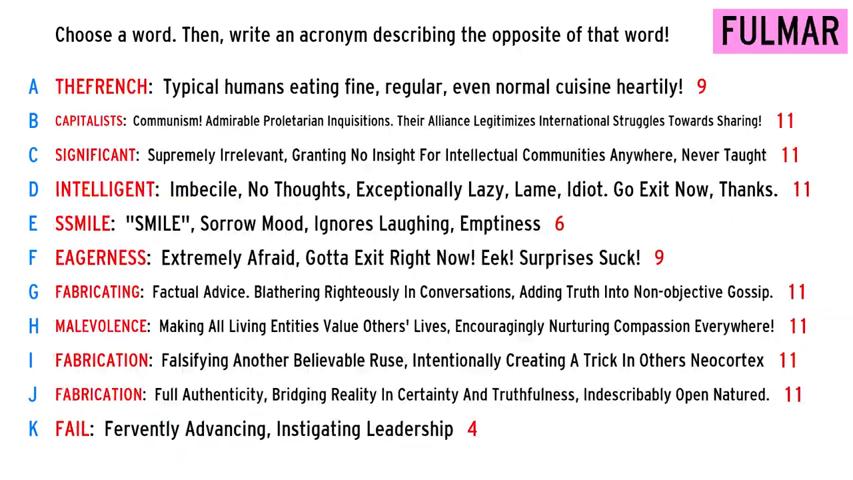 Choose a word. Then, write an acronym describing the opposite of that word!
FULMAR
A THEFRENCH: Typical humans eating fine, regular, even normal cuisine heartily! 9
B CAPITALISTS: Communism! Admirable Proletarian Inquisitions. Their Alliance Legitimizes International Struggles Towards Sharing! 11
C SIGNIFICANT: Supremely Irrelevant, Granting No Insight For Intellectual Communities Anywhere, Never Taught 11
D INTELLIGENT: Imbecile, No Thoughts, Exceptionally Lazy, Lame, Idiot. Go Exit Now, Thanks. 11
E SSMILE: "SMILE", Sorrow Mood, Ignores Laughing, Emptiness 6
F EAGERNESS: Extremely Afraid, Gotta Exit Right Now! Eek! Surprises Suck! 9
G FABRICATING: Factual Advice. Blathering Righteously In Conversations, Adding Truth Into Non-objective Gossip. 11
H MALEVOLENCE: Making All Living Entities Value Others' Lives, Encouragingly Nurturing Compassion Everywhere! 11
I FABRICATION: Falsifying Another Believable Ruse, Intentionally Creating A Trick In Others Neocortex 11
J FABRICATION: Full Authenticity, Bridging Reality In Certainty And Truthfulness, Indescribably Open Natured. 11
K FAIL: Fervently Advancing, Instigating Leadership 4